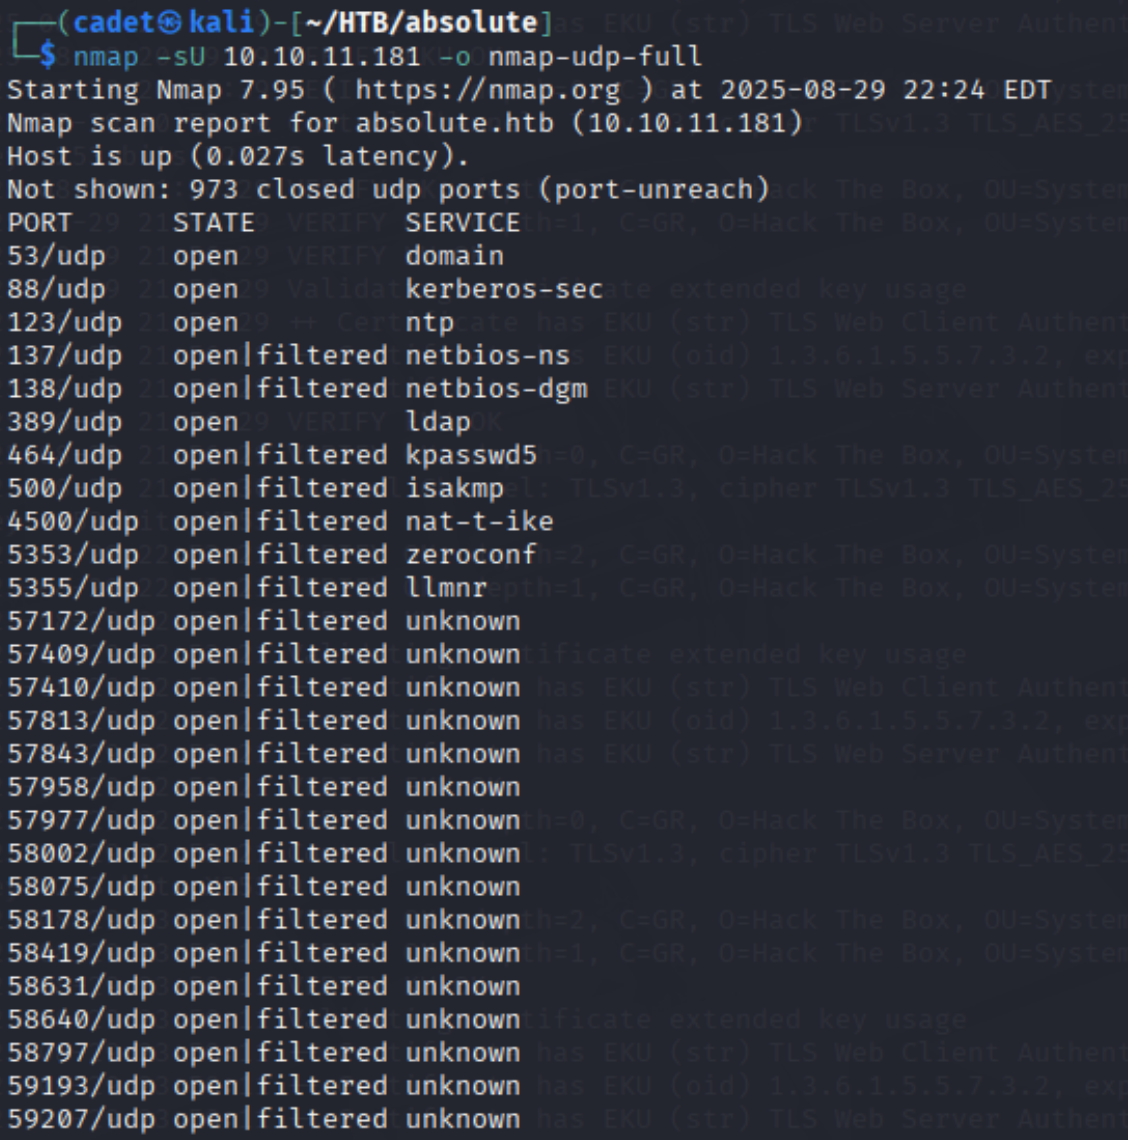 ┌──(cadet㉿kali)-[~/HTB/absolute]
└─$ nmap -sU 10.10.11.181 -o nmap-udp-full
Starting Nmap 7.95 ( https://nmap.org ) at 2025-08-29 22:24 EDT
Nmap scan report for absolute.htb (10.10.11.181)
Host is up (0.027s latency).
Not shown: 973 closed udp ports (port-unreach)
PORT      STATE         SERVICE
53/udp    open          domain
88/udp    open          kerberos-sec
123/udp   open          ntp
137/udp   open|filtered netbios-ns
138/udp   open|filtered netbios-dgm
389/udp   open          ldap
464/udp   open|filtered kpasswd5
500/udp   open|filtered isakmp
4500/udp  open|filtered nat-t-ike
5353/udp  open|filtered zeroconf
5355/udp  open|filtered llmnr
57172/udp open|filtered unknown
57409/udp open|filtered unknown
57410/udp open|filtered unknown
57813/udp open|filtered unknown
57843/udp open|filtered unknown
57958/udp open|filtered unknown
57977/udp open|filtered unknown
58002/udp open|filtered unknown
58075/udp open|filtered unknown
58178/udp open|filtered unknown
58419/udp open|filtered unknown
58631/udp open|filtered unknown
58640/udp open|filtered unknown
58797/udp open|filtered unknown
59193/udp open|filtered unknown
59207/udp open|filtered unknown